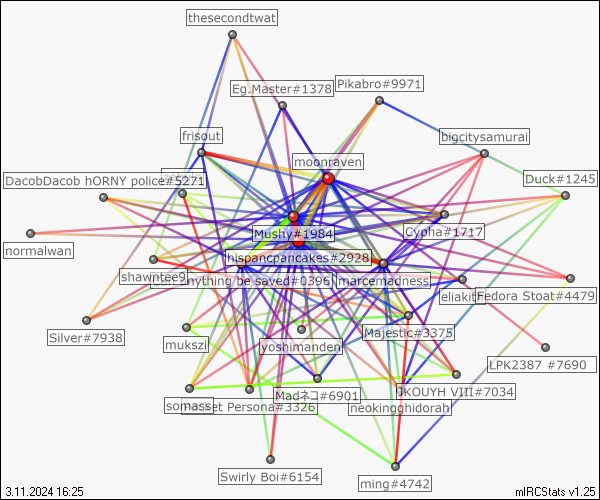 thesecondtwat
Eg.Master#1378
Pikabro#9971
frisout
bigcitysamurai
moonraven
DacobDacob hORNY police#5271
Duck#1245
normalwan
Mushy#1984
Cypha#1717
hispancpancakes#2928
shawntee9
nything be saved#0396
marcemadness
eliakit
Fedora Stoat#4479
Silver#7938
mukszi
yoshimanden
Majestic#3375
LPK2387 #7690
somass
set Persona#3326
Madネコ#6901
neokingghidorah
JKOUYH VIII#7034
Swirly Boi#6154
ming#4742
3.11.2024 16:25
mIRCStats v1.25